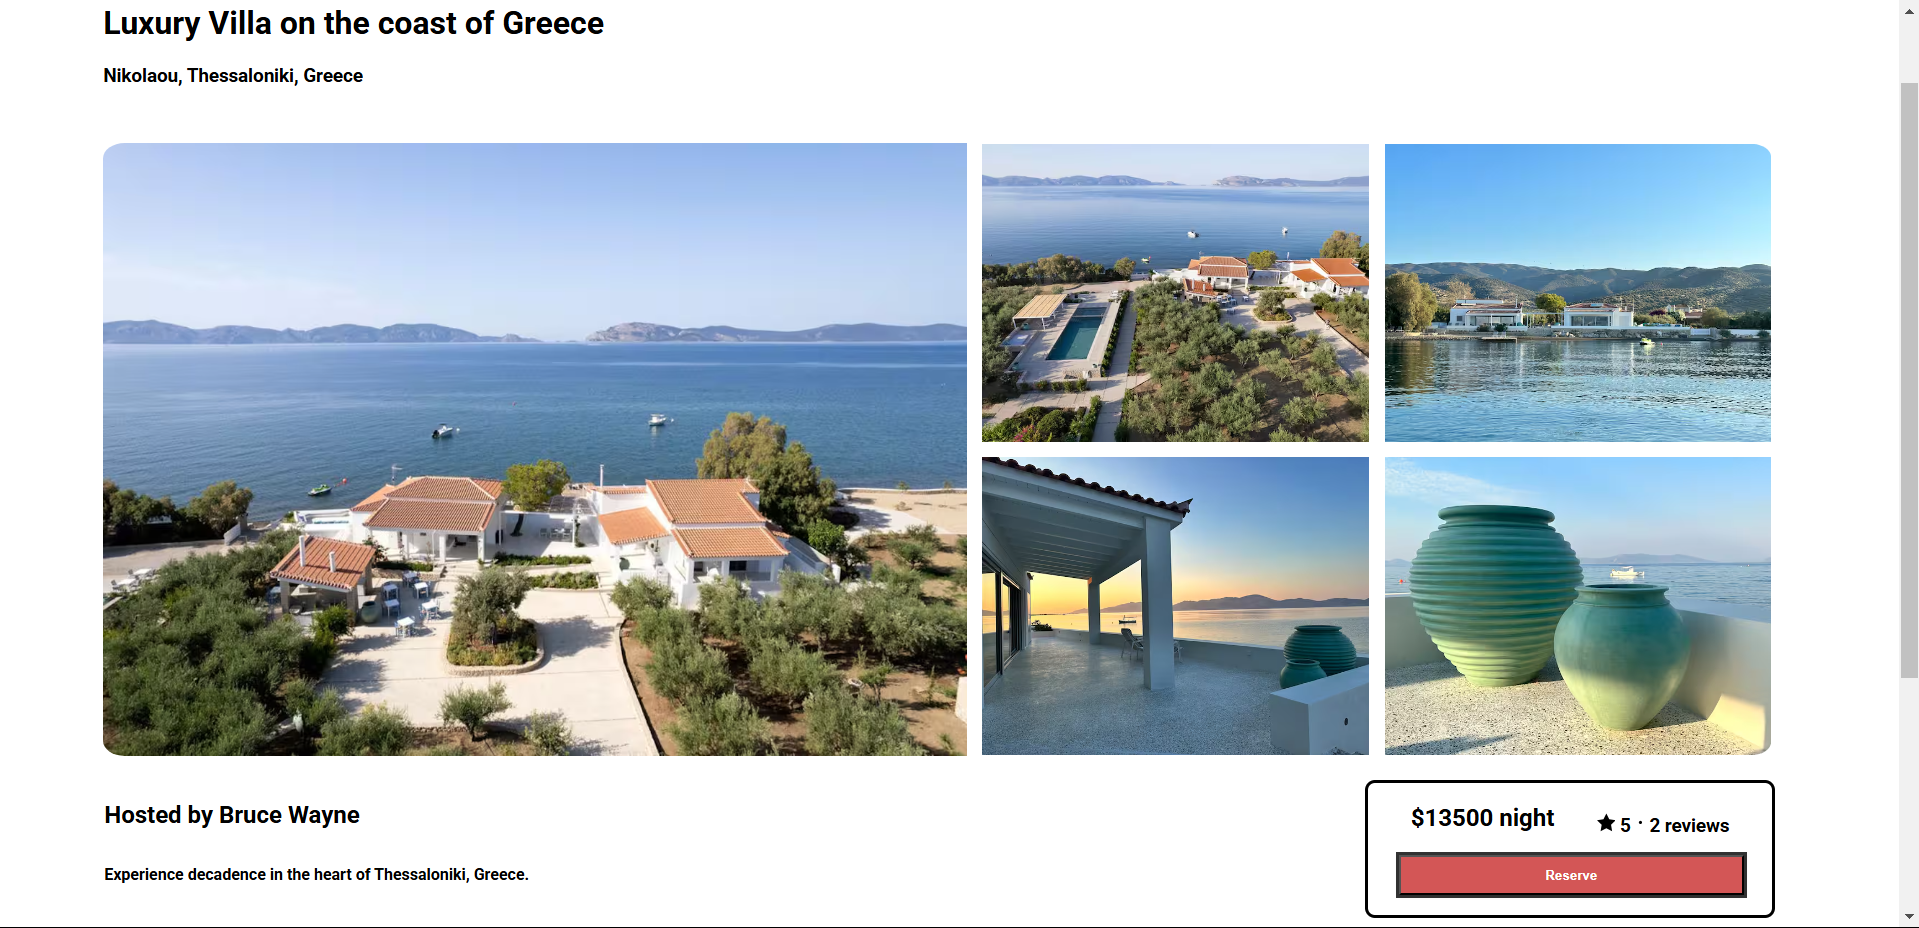 Luxury Villa on the coast of Greece
Nikolaou, Thessaloniki, Greece
Hosted by Bruce Wayne
Experience decadence in the heart of Thessaloniki, Greece.
$13500 night
5 · 2 reviews
Reserve